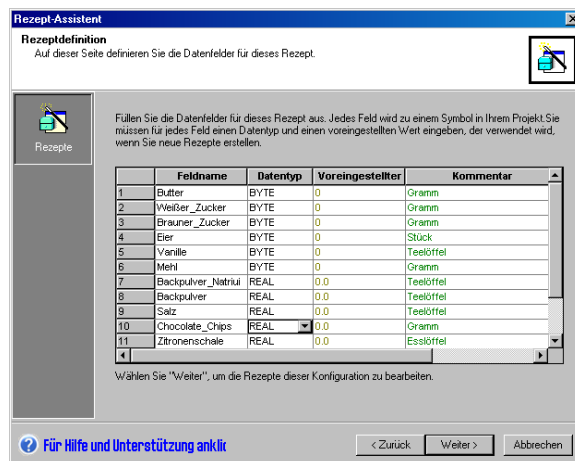 Rezept-Assistent
Rezeptdefinition
Auf dieser Seite definieren Sie die Datenfelder für dieses Rezept.
Rezepte
Füllen Sie die Datenfelder für dieses Rezept aus. Jedes Feld wird zu einem Symbol in Ihrem Projekt.Sie
müssen für jedes Feld einen Datentyp und einen voreingestellten Wert eingeben, der verwendet wird,
wenn Sie neue Rezepte erstellen.
Feldname Datentyp Voreingestellter Kommentar
1 Butter BYTE 0 Gramm
2 Weißer_Zucker BYTE 0 Gramm
3 Brauner_Zucker BYTE 0 Gramm
4 Eier BYTE 0 Stück
5 Vanille BYTE 0 Teelöffel
6 Mehl BYTE 0 Gramm
7 Backpulver_Natriui REAL 0.0 Teelöffel
8 Backpulver REAL 0.0 Teelöffel
9 Salz REAL 0.0 Teelöffel
10 Chocolate_Chips REAL 0.0 Gramm
11 Zitronenschale REAL 0.0 Esslöffel
Wählen Sie "Weiter", um die Rezepte dieser Konfiguration zu bearbeiten.
Für Hilfe und Unterstützung anklic
< Zurück Weiter > Abbrechen